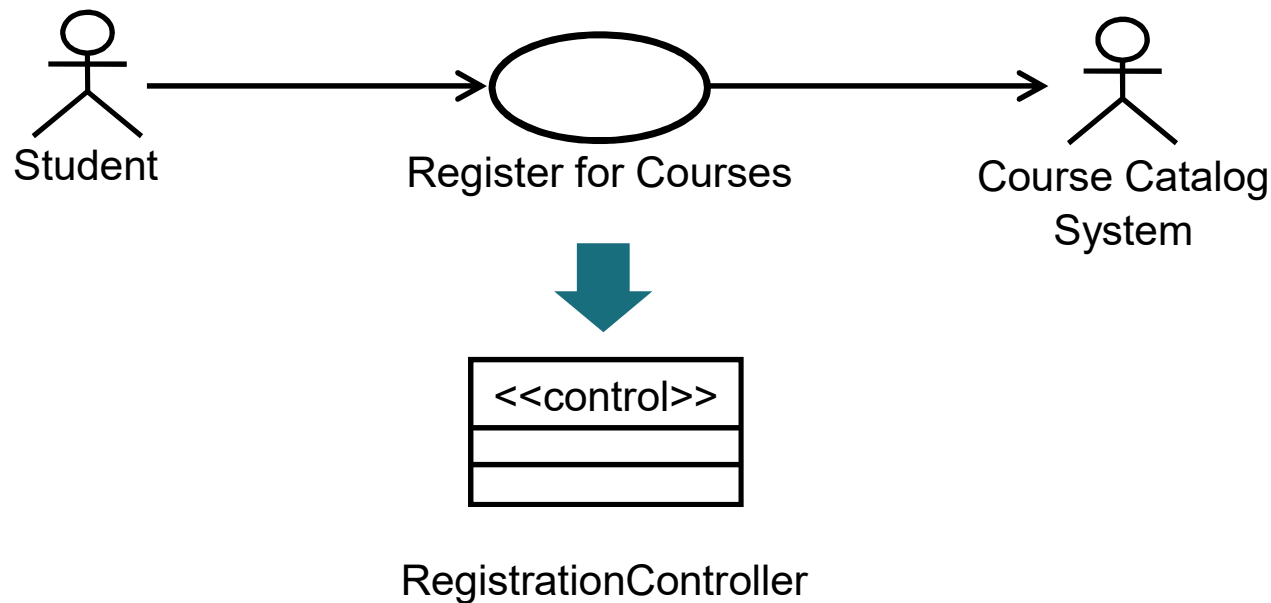 Student
Register for Courses
Course Catalog
System
<<control>>
RegistrationController